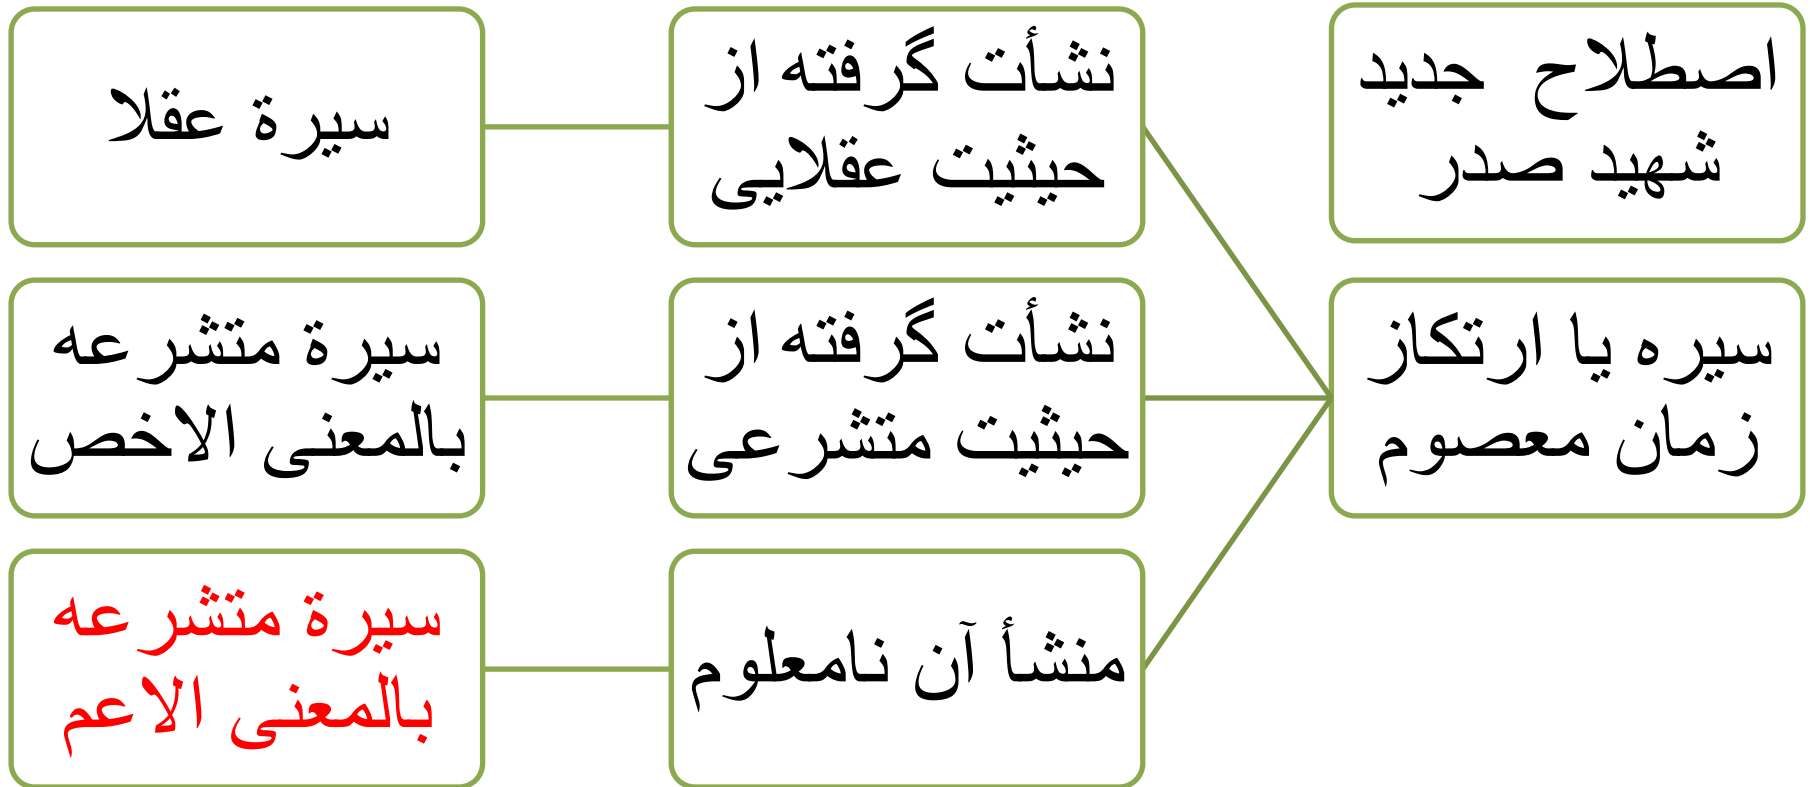 اصطلاح جدید
شهید صدر
سیره یا ارتکاز
زمان معصوم
نشأت گرفته از
حیثیت عقلایی
سیرة عقلا
نشأت گرفته از
حیثیت متشرعی
سیرة متشرعه
بالمعنی الاخص
منشأ آن نامعلوم
سیرة متشرعه
بالمعنی الاعم